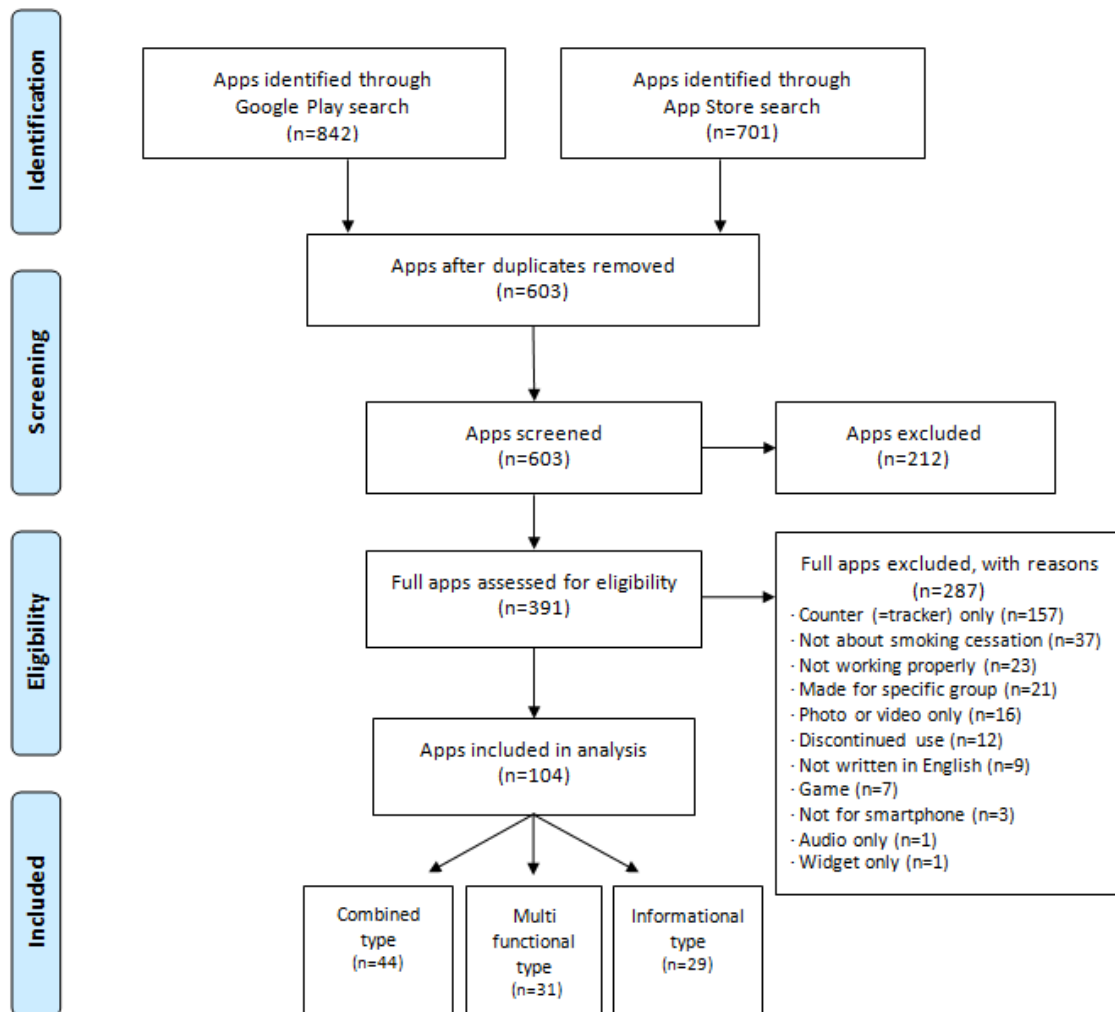 Identification
Apps identified through
Google Play search
(n=842)
Apps identified through
App Store search
(n=701)
Screening
Apps after duplicates removed
(n=603)
Apps screened
(n=603)
Apps excluded
(n=212)
Eligibility
Full apps assessed for eligibility
(n=391)
Full apps excluded, with reasons
(n=287)
· Counter (=tracker) only (n=157)
· Not about smoking cessation (n=37)
· Not working properly (n=23)
· Made for specific group (n=21)
· Photo or video only (n=16)
· Discontinued use (n=12)
· Not written in English (n=9)
· Game (n=7)
· Not for smartphone (n=3)
· Audio only (n=1)
· Widget only (n=1)
Apps included in analysis
(n=104)
Included
Combined
type
(n=44)
Multi
functional
type
(n=31)
Informational
type
(n=29)